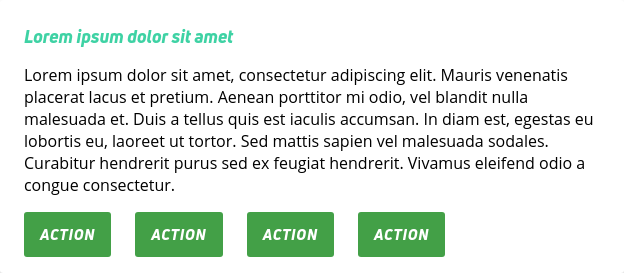 Lorem ipsum dolor sit amet
Lorem ipsum dolor sit amet, consectetur adipiscing elit. Mauris venenatis
placerat lacus et pretium. Aenean porttitor mi odio, vel blandit nulla
malesuada et. Duis a tellus quis est iaculis accumsan. In diam est, egestas eu
lobortis eu, laoreet ut tortor. Sed mattis sapien vel malesuada sodales.
Curabitur hendrerit purus sed ex feugiat hendrerit. Vivamus eleifend odio a
congue consectetur.
ACTION ACTION ACTION ACTION